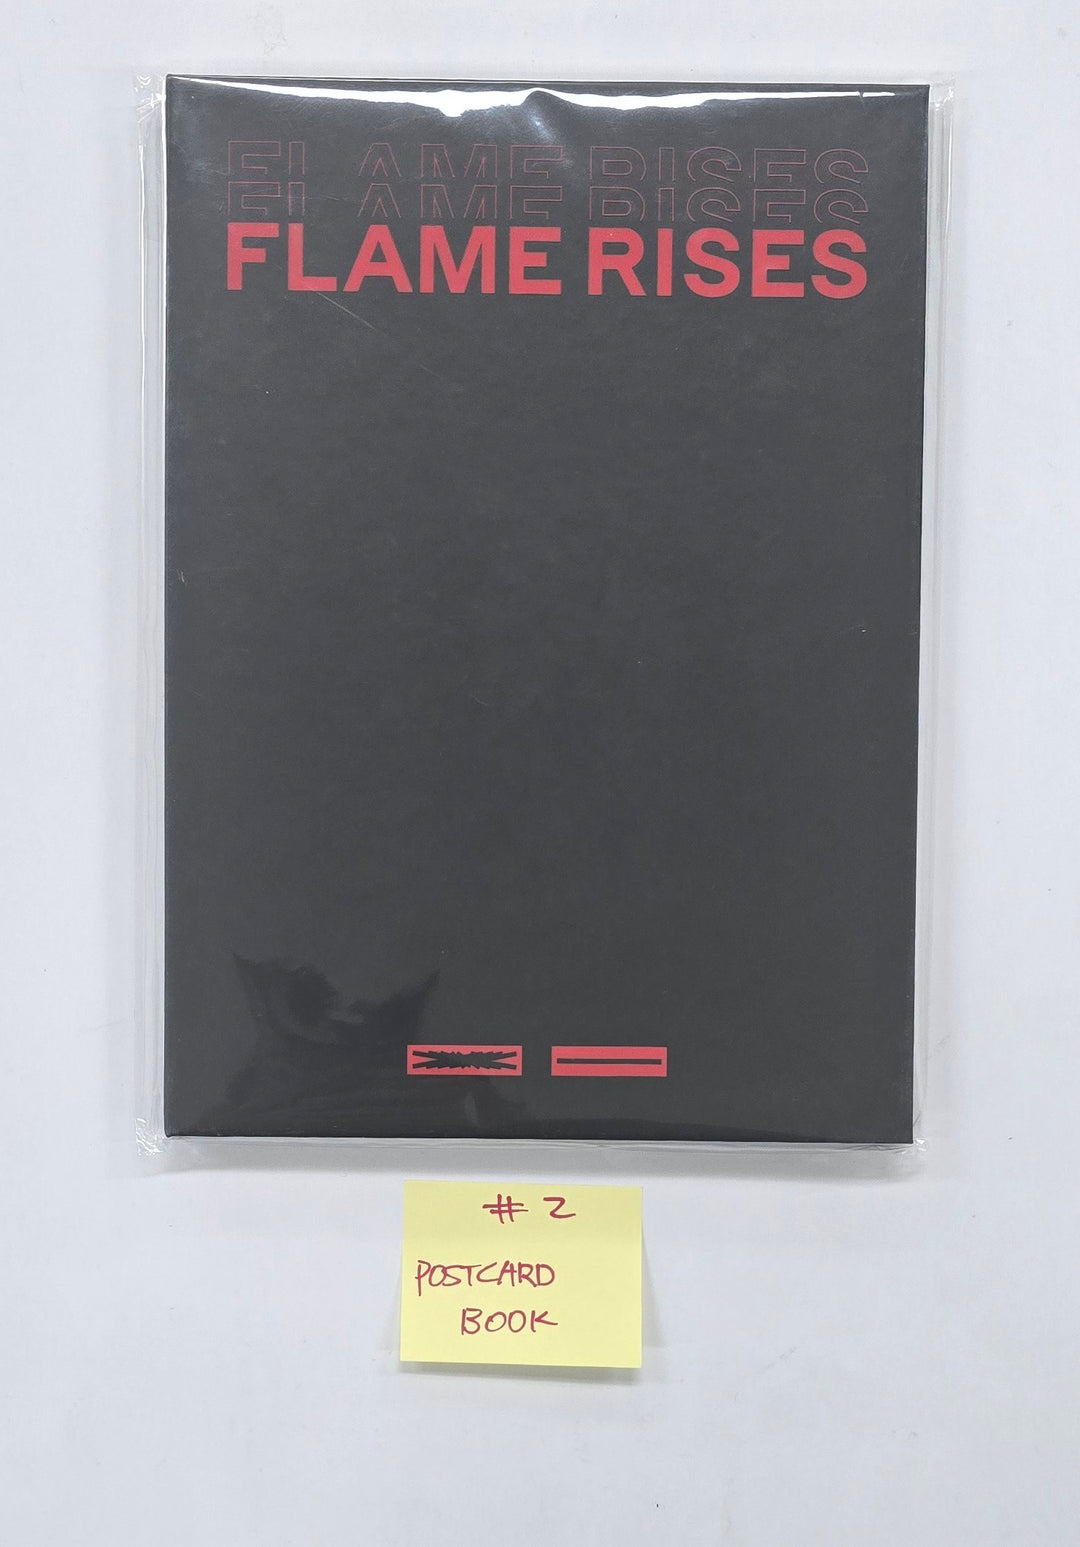 FLAME RISES
FLAME RISES
FLAME RISES
# 2
POSTCARD
BOOK